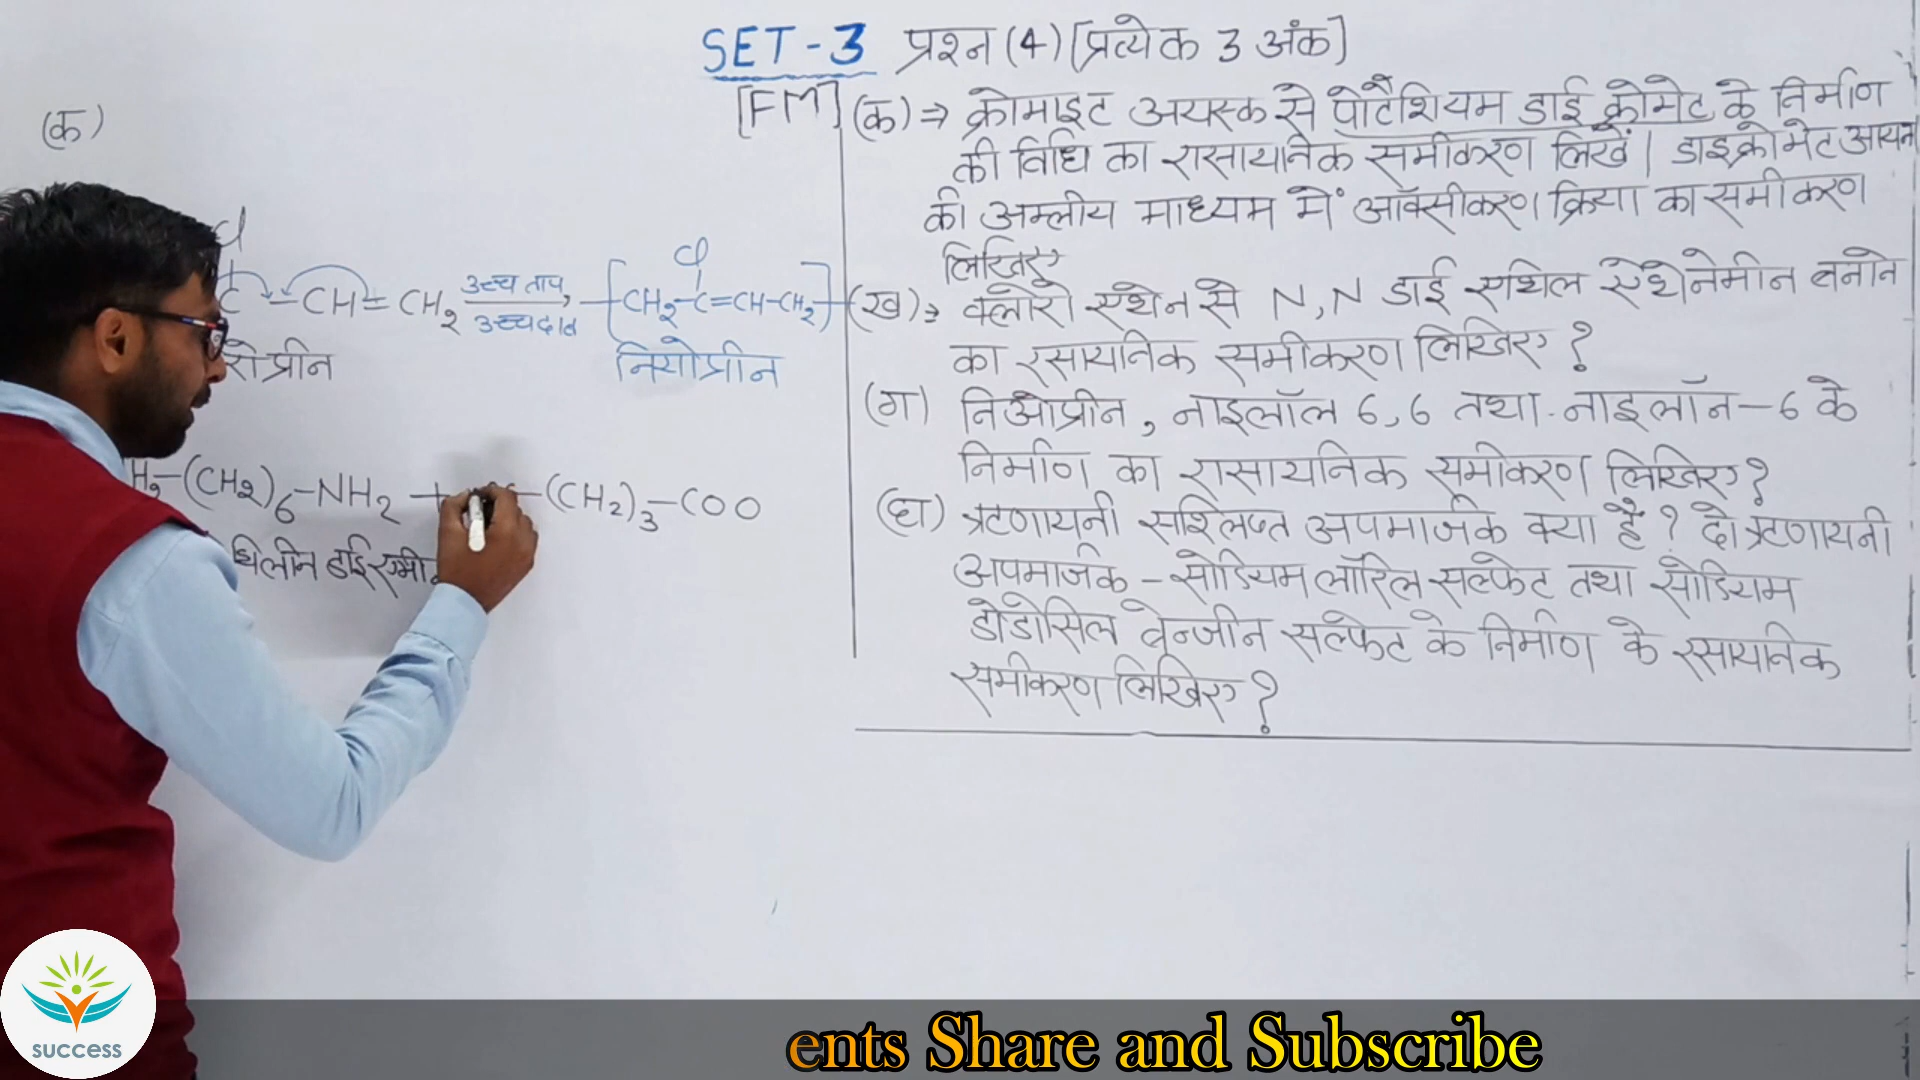 SET-3 प्रश्न (4) [प्रत्येक 3 अंक]
[FM] (क) ⇒ क्रोमाइट अयस्क से पोटैशियम डाई क्रोमेट के निर्माण
की विधि का रासायनिक समीकरण लिखें। डाइक्रोमेट आयन
की अम्लीय माध्यम में ऑक्सीकरण क्रिया का समीकरण
लिखिए
(ख) ⇒ क्लोरो एथेन से N,N डाई एथिल ऐथेनेमीन बनाने
का रसायनिक समीकरण लिखिए ?
(ग) निओप्रीन, नाइलॉल 6,6 तथा नाइलॉन-6 के
निर्माण का रासायनिक समीकरण लिखिए ?
(घ) ऋणायनी संश्लिष्त अपमार्जक क्या है ? दो ऋणायनी
अपमार्जक - सोडियम लॉरिल सल्फेट तथा सोडियम
डोडोसिल बेन्जीन सल्फेट के निर्माण के रसायनिक
समीकरण लिखिए ?
(क)
Cl
C-CH=CH2 उच्च ताप, उच्च दाब [CH2-C=CH-CH2]
Cl
रोप्रीन नियोप्रीन
-(CH2)6-NH2 + -(CH2)3-COO
थिलीन डाई
success
ents Share and Subscribe